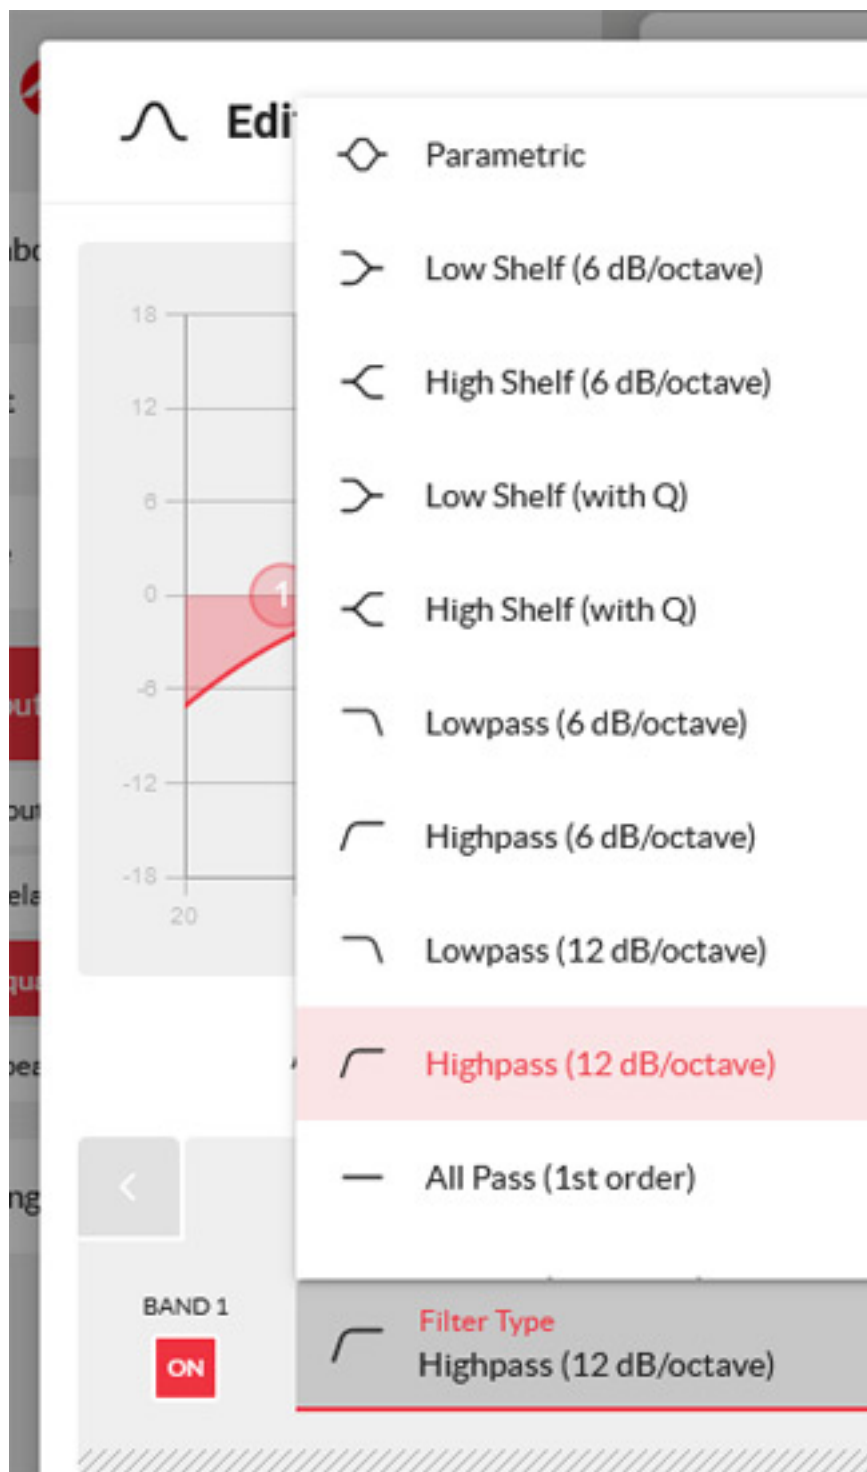 Edi
Parametric
Low Shelf (6 dB/octave)
High Shelf (6 dB/octave)
Low Shelf (with Q)
High Shelf (with Q)
Lowpass (6 dB/octave)
Highpass (6 dB/octave)
Lowpass (12 dB/octave)
Highpass (12 dB/octave)
All Pass (1st order)
18
12
6
0
1
-6
-12
-18
20
BAND 1
ON
Filter Type
Highpass (12 dB/octave)